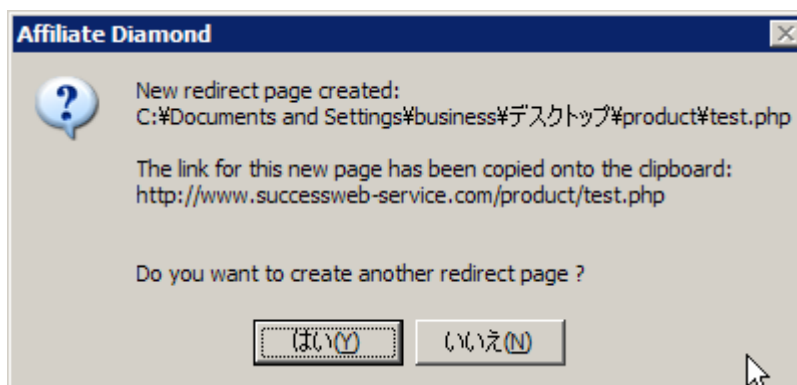 Affiliate Diamond
New redirect page created:
C:¥Documents and Settings¥business¥デスクトップ¥product¥test.php
The link for this new page has been copied onto the clipboard:
http://www.successweb-service.com/product/test.php
Do you want to create another redirect page ?
はい(Y)
いいえ(N)